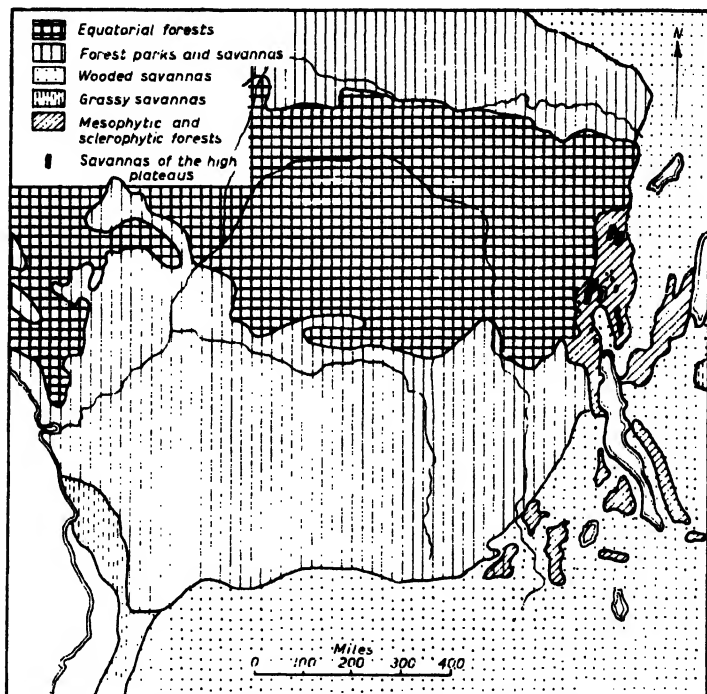 Equatorial forests
Forest parks and savannas
Wooded savannas
Grassy savannas
Mesophytic and
sclerophytic forests
Savannas of the high
plateaus
N
Miles
0 100 200 300 400